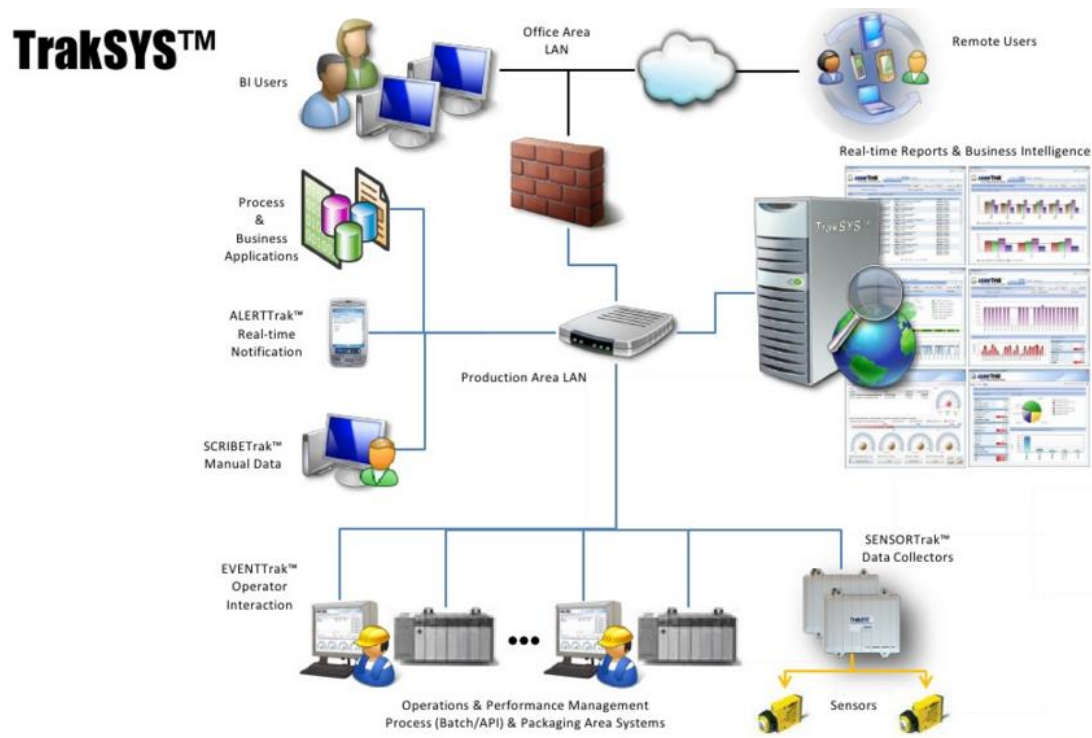 TrakSYS™
Office Area
LAN
BI Users
Remote Users
Real-time Reports & Business Intelligence
Process
&
Business
Applications
TrakSYS™
ALERTTrak™
Real-time
Notification
Production Area LAN
SCRIBETrak™
Manual Data
EVENTTrak™
Operator
Interaction
SENSORTrak™
Data Collectors
Operations & Performance Management
Process (Batch/API) & Packaging Area Systems
Sensors